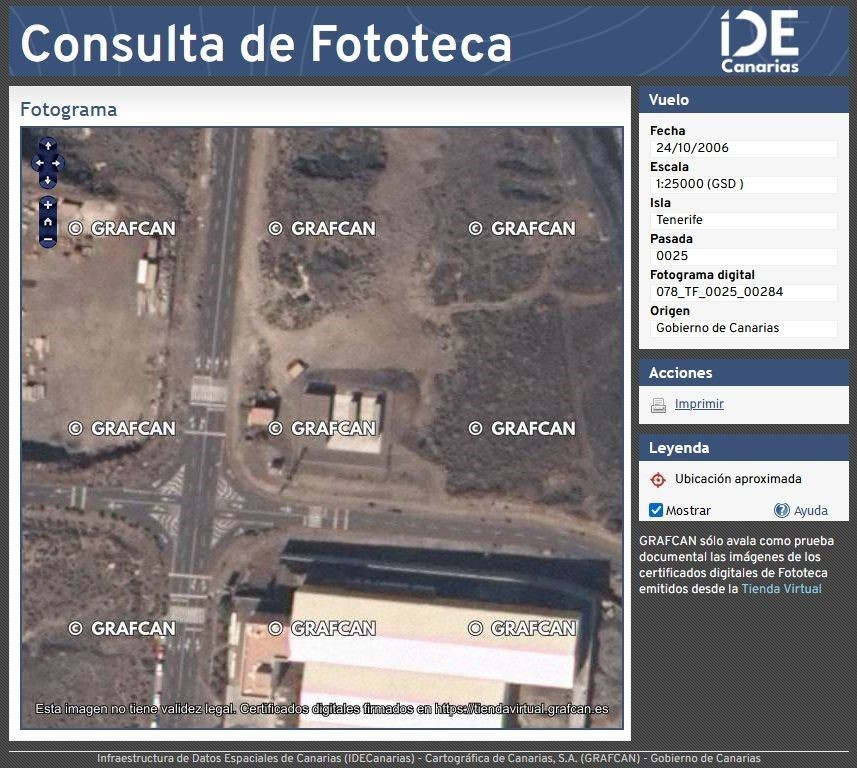 Consulta de Fototeca
IDE
Canarias
Fotograma
© GRAFCAN © GRAFCAN © GRAFCAN
© GRAFCAN © GRAFCAN © GRAFCAN
© GRAFCAN © GRAFCAN © GRAFCAN
Esta imagen no tiene validez legal. Certificados digitales firmados en https://tiendavirtual.grafcan.es
Vuelo
Fecha
24/10/2006
Escala
1:25000 (GSD )
Isla
Tenerife
Pasada
0025
Fotograma digital
078_TF_0025_00284
Origen
Gobierno de Canarias
Acciones
Imprimir
Leyenda
Ubicación aproximada
Mostrar Ayuda
GRAFCAN sólo avala como prueba
documental las imágenes de los
certificados digitales de Fototeca
emitidos desde la Tienda Virtual
Infraestructura de Datos Espaciales de Canarias (IDECanarias) - Cartográfica de Canarias, S.A. (GRAFCAN) - Gobierno de Canarias